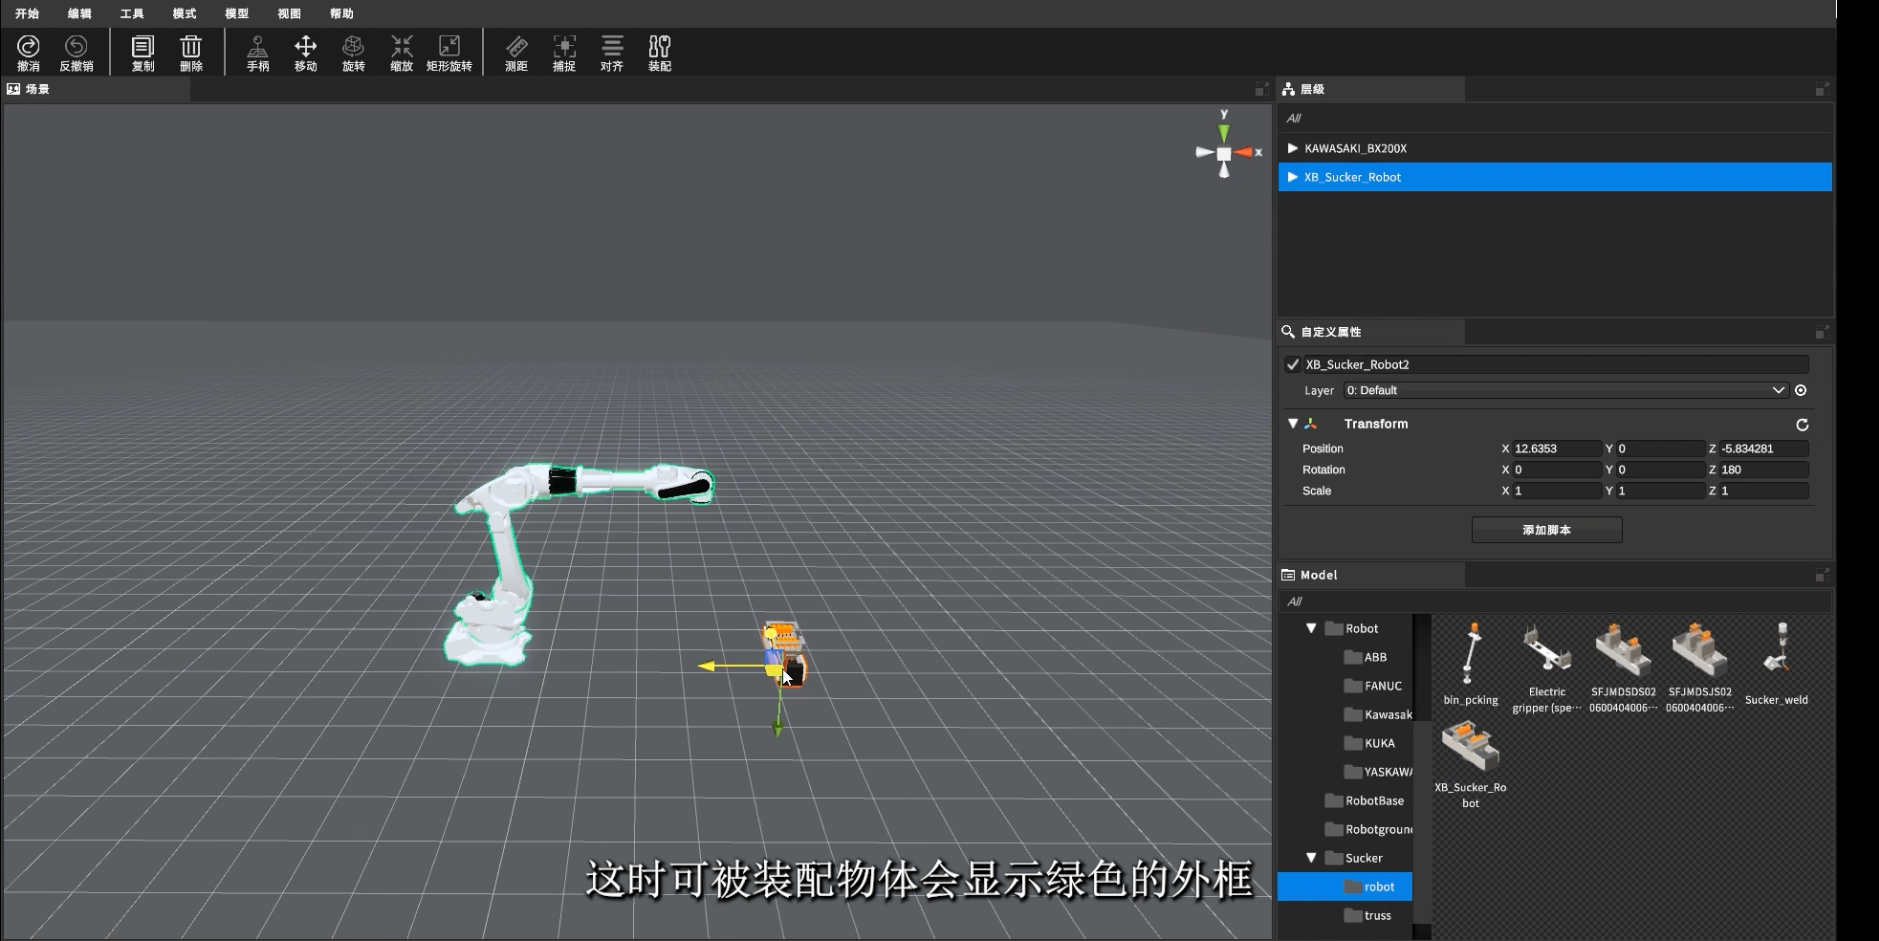 开始 编辑 工具 模式 模型 视图 帮助
撤消 反撤销 复制 删除 手柄 移动 旋转 缩放 矩形旋转 测距 捕捉 对齐 装配
场景
y
x
层级
All
KAWASAKI_BX200X
XB_Sucker_Robot
自定义属性
XB_Sucker_Robot2
Layer 0: Default
Transform
Position X 12.6353 Y 0 Z -5.834281
Rotation X 0 Y 0 Z 180
Scale X 1 Y 1 Z 1
添加脚本
Model
All
Robot
ABB
FANUC
Kawasak
KUKA
YASKAWA
RobotBase
Robotground
Sucker
robot
truss
bin_pcking
Electric
gripper (spe…
SFJMDSDS02
0600404006…
SFJMDSJS02
0600404006…
Sucker_weld
XB_Sucker_Ro
bot
这时可被装配物体会显示绿色的外框